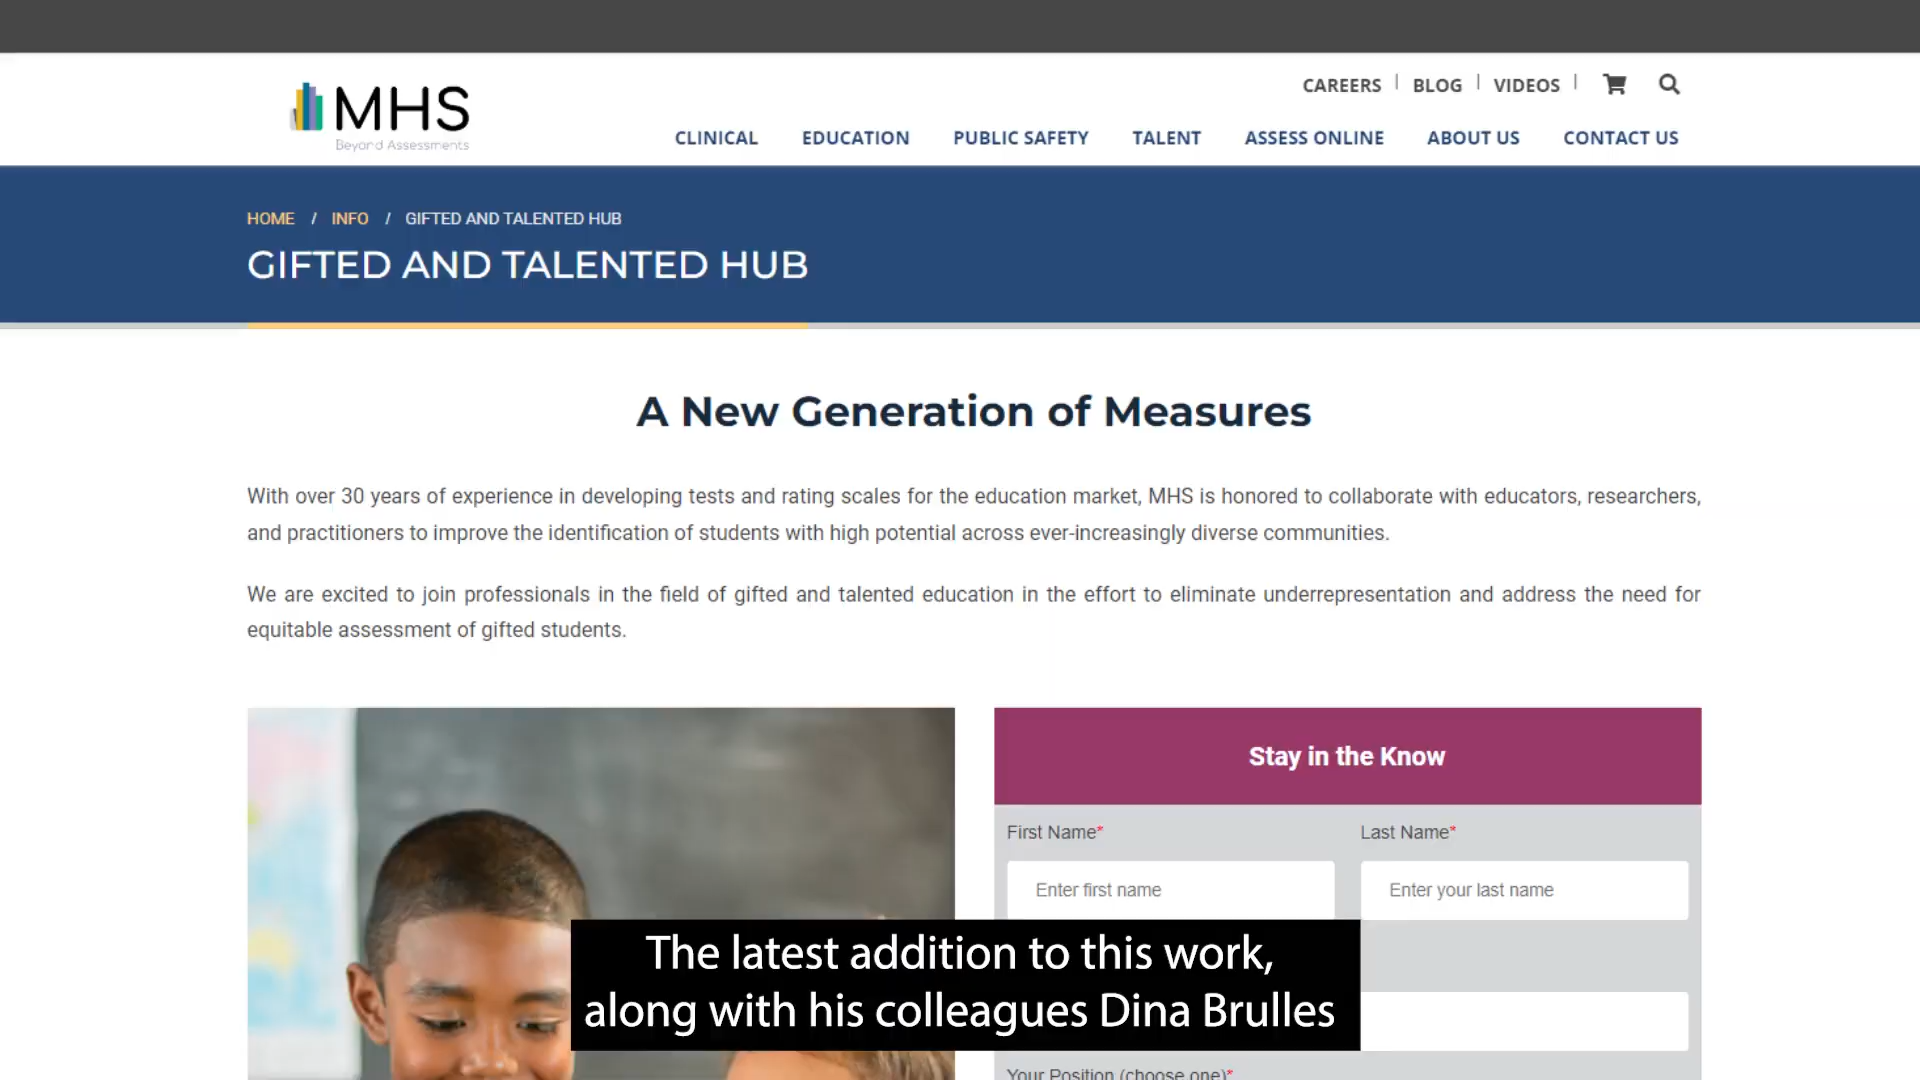 MHS
Beyond Assessments
CAREERS | BLOG | VIDEOS |
CLINICAL EDUCATION PUBLIC SAFETY TALENT ASSESS ONLINE ABOUT US CONTACT US
HOME / INFO / GIFTED AND TALENTED HUB
GIFTED AND TALENTED HUB
A New Generation of Measures
With over 30 years of experience in developing tests and rating scales for the education market, MHS is honored to collaborate with educators, researchers,
and practitioners to improve the identification of students with high potential across ever-increasingly diverse communities.
We are excited to join professionals in the field of gifted and talented education in the effort to eliminate underrepresentation and address the need for
equitable assessment of gifted students.
Stay in the Know
First Name* Last Name*
Enter first name Enter your last name
The latest addition to this work,
along with his colleagues Dina Brulles
Your Position (choose one)*